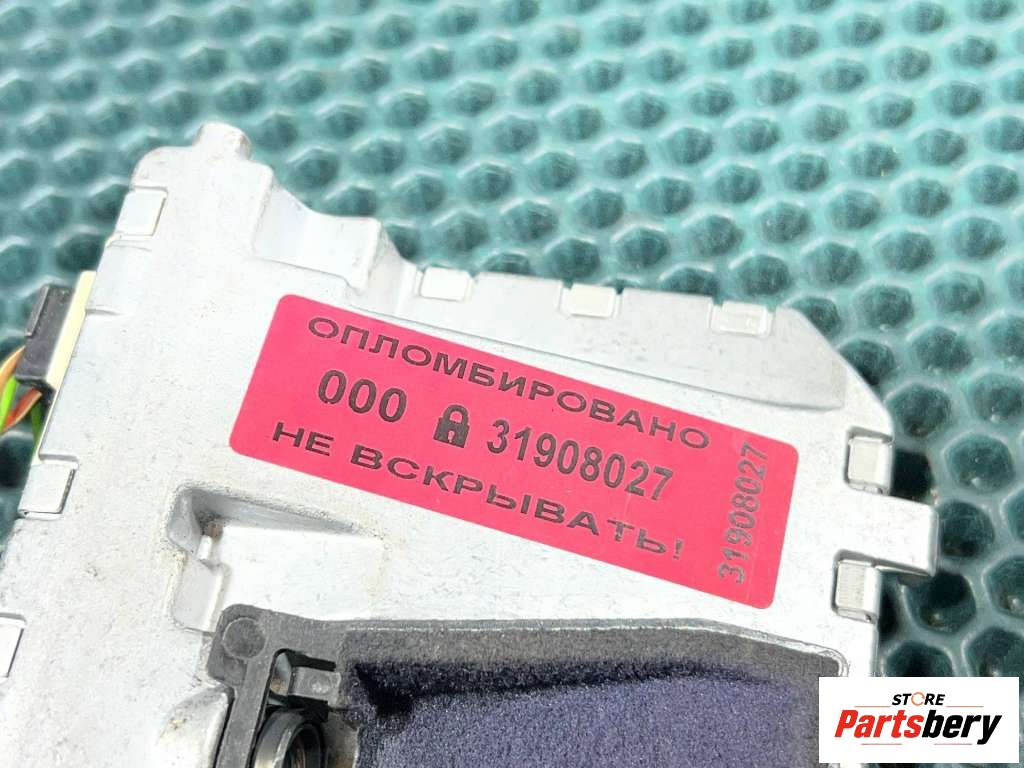 ОПЛОМБИРОВАНО
000 31908027
НЕ ВСКРЫВАТЬ!
31908027
STORE
Partsbery